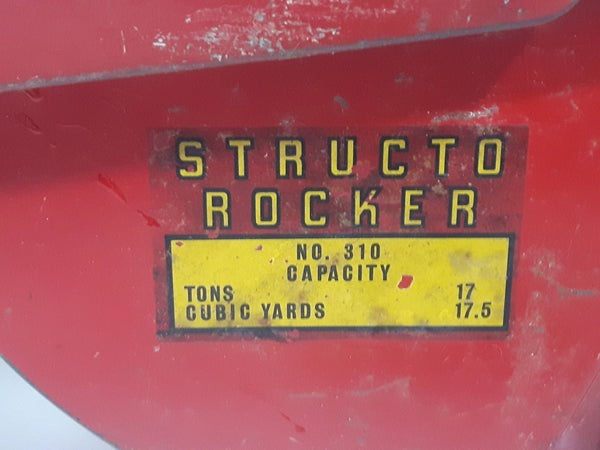 STRUCTO
ROCKER
NO. 310
CAPACITY
TONS 17
CUBIC YARDS 17.5